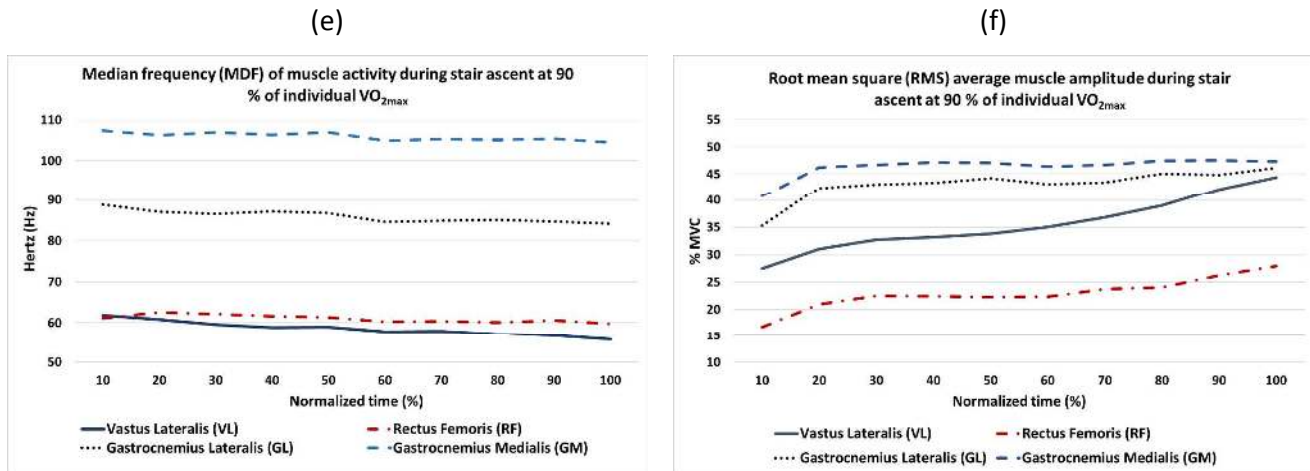 (e)
Median frequency (MDF) of muscle activity during stair ascent at 90
% of individual VO2max
110
100
90
80
70
60
50
Hertz (Hz)
10 20 30 40 50 60 70 80 90 100
Normalized time (%)
Vastus Lateralis (VL) Rectus Femoris (RF)
Gastrocnemius Lateralis (GL) Gastrocnemius Medialis (GM)
(f)
Root mean square (RMS) average muscle amplitude during stair
ascent at 90 % of individual VO2max
55
50
45
40
35
30
25
20
15
10
% MVC
10 20 30 40 50 60 70 80 90 100
Normalized time (%)
Vastus Lateralis (VL) Rectus Femoris (RF)
Gastrocnemius Lateralis (GL) Gastrocnemius Medialis (GM)